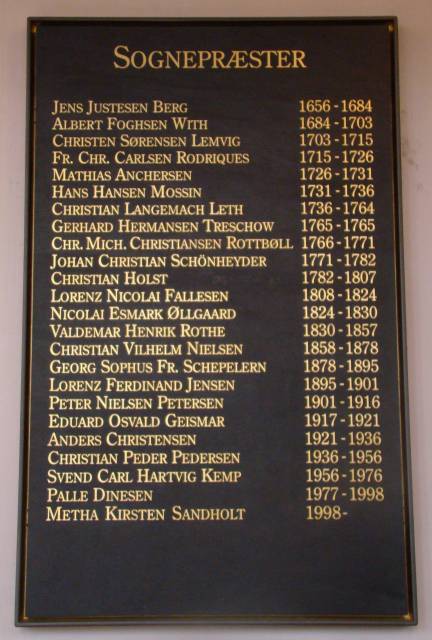 SOGNEPRÆSTER
JENS JUSTESEN BERG 1656-1684
ALBERT FOGHSEN WITH 1684-1703
CHRISTEN SØRENSEN LEMVIG 1703-1715
FR. CHR. CARLSEN RODRIQUES 1715-1726
MATHIAS ANCHERSEN 1726-1731
HANS HANSEN MOSSIN 1731-1736
CHRISTIAN LANGEMACH LETH 1736-1764
GERHARD HERMANSEN TRESCHOW 1765-1765
CHR. MICH. CHRISTIANSEN ROTTBØLL 1766-1771
JOHAN CHRISTIAN SCHÖNHEYDER 1771-1782
CHRISTIAN HOLST 1782-1807
LORENZ NICOLAI FALLESEN 1808-1824
NICOLAI ESMARK ØLLGAARD 1824-1830
VALDEMAR HENRIK ROTHE 1830-1857
CHRISTIAN VILHELM NIELSEN 1858-1878
GEORG SOPHUS FR. SCHEPELERN 1878-1895
LORENZ FERDINAND JENSEN 1895-1901
PETER NIELSEN PETERSEN 1901-1916
EDUARD OSVALD GEISMAR 1917-1921
ANDERS CHRISTENSEN 1921-1936
CHRISTIAN PEDER PEDERSEN 1936-1956
SVEND CARL HARTVIG KEMP 1956-1976
PALLE DINESEN 1977-1998
METHA KIRSTEN SANDHOLT 1998-